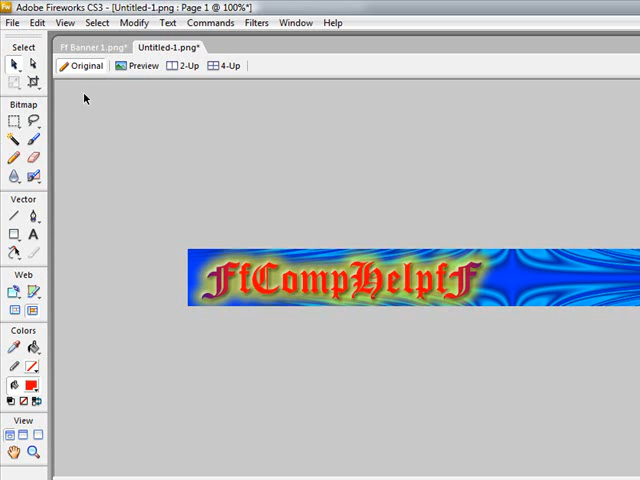 Fw Adobe Fireworks CS3 - [Untitled-1.png : Page 1 @ 100%*]
File Edit View Select Modify Text Commands Filters Window Help
Select
Ff Banner 1.png* Untitled-1.png*
Original Preview 2-Up 4-Up
Bitmap
Vector
A
FfCompHelpfF
Web
Colors
View